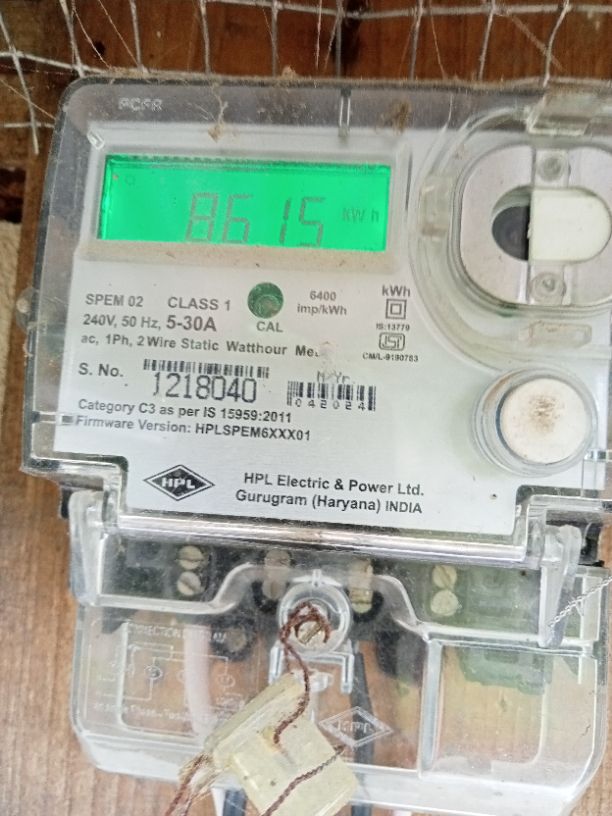 8615 kWh
SPEM 02 CLASS 1 6400 imp/kWh kWh
240V, 50 Hz, 5-30A CAL IS:13779
ac, 1Ph, 2 Wire Static Watthour
CM/L-9190783
S. No. 1218040 M/Yr. 042024
Category C3 as per IS 15959:2011
Firmware Version: HPLSPEM6XXX01
HPL HPL Electric & Power Ltd.
Gurugram (Haryana) INDIA
HPL